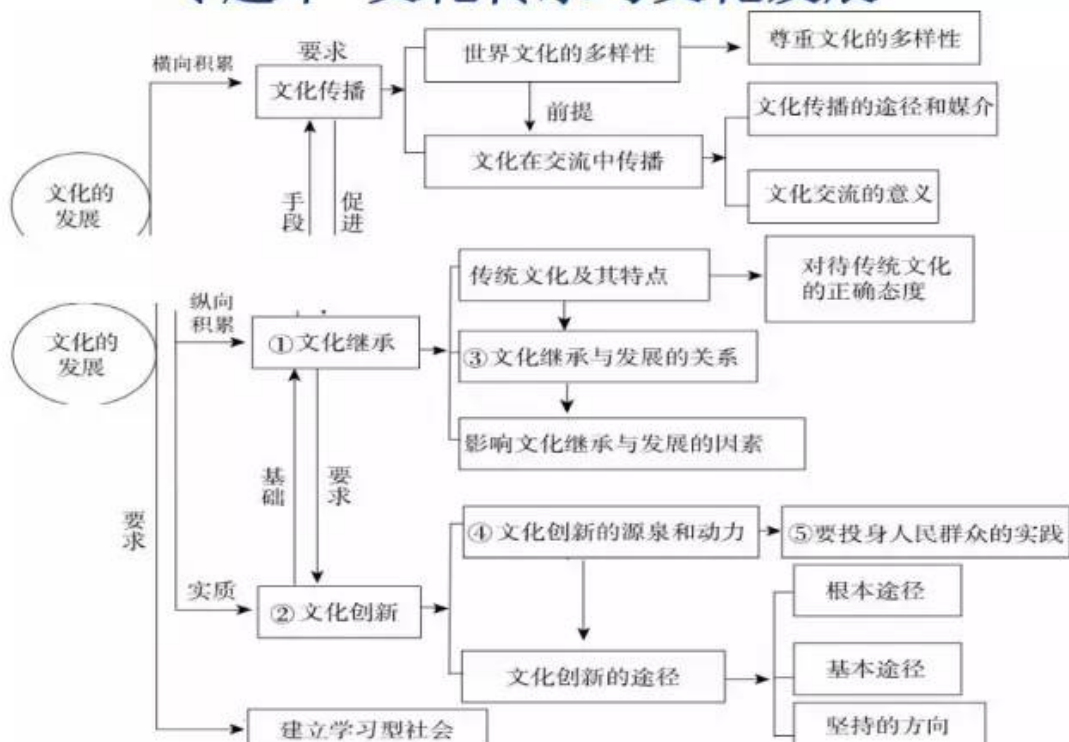 要求
横向积累
文化传播
世界文化的多样性
尊重文化的多样性
前提
文化在交流中传播
文化传播的途径和媒介
文化交流的意义
文化的
发展
手段
促进
传统文化及其特点
对待传统文化
的正确态度
纵向
积累
①文化继承
③文化继承与发展的关系
影响文化继承与发展的因素
文化的
发展
基础
要求
要求
④文化创新的源泉和动力
⑤要投身人民群众的实践
实质
②文化创新
根本途径
文化创新的途径
基本途径
坚持的方向
建立学习型社会